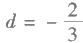 d = - 2/3